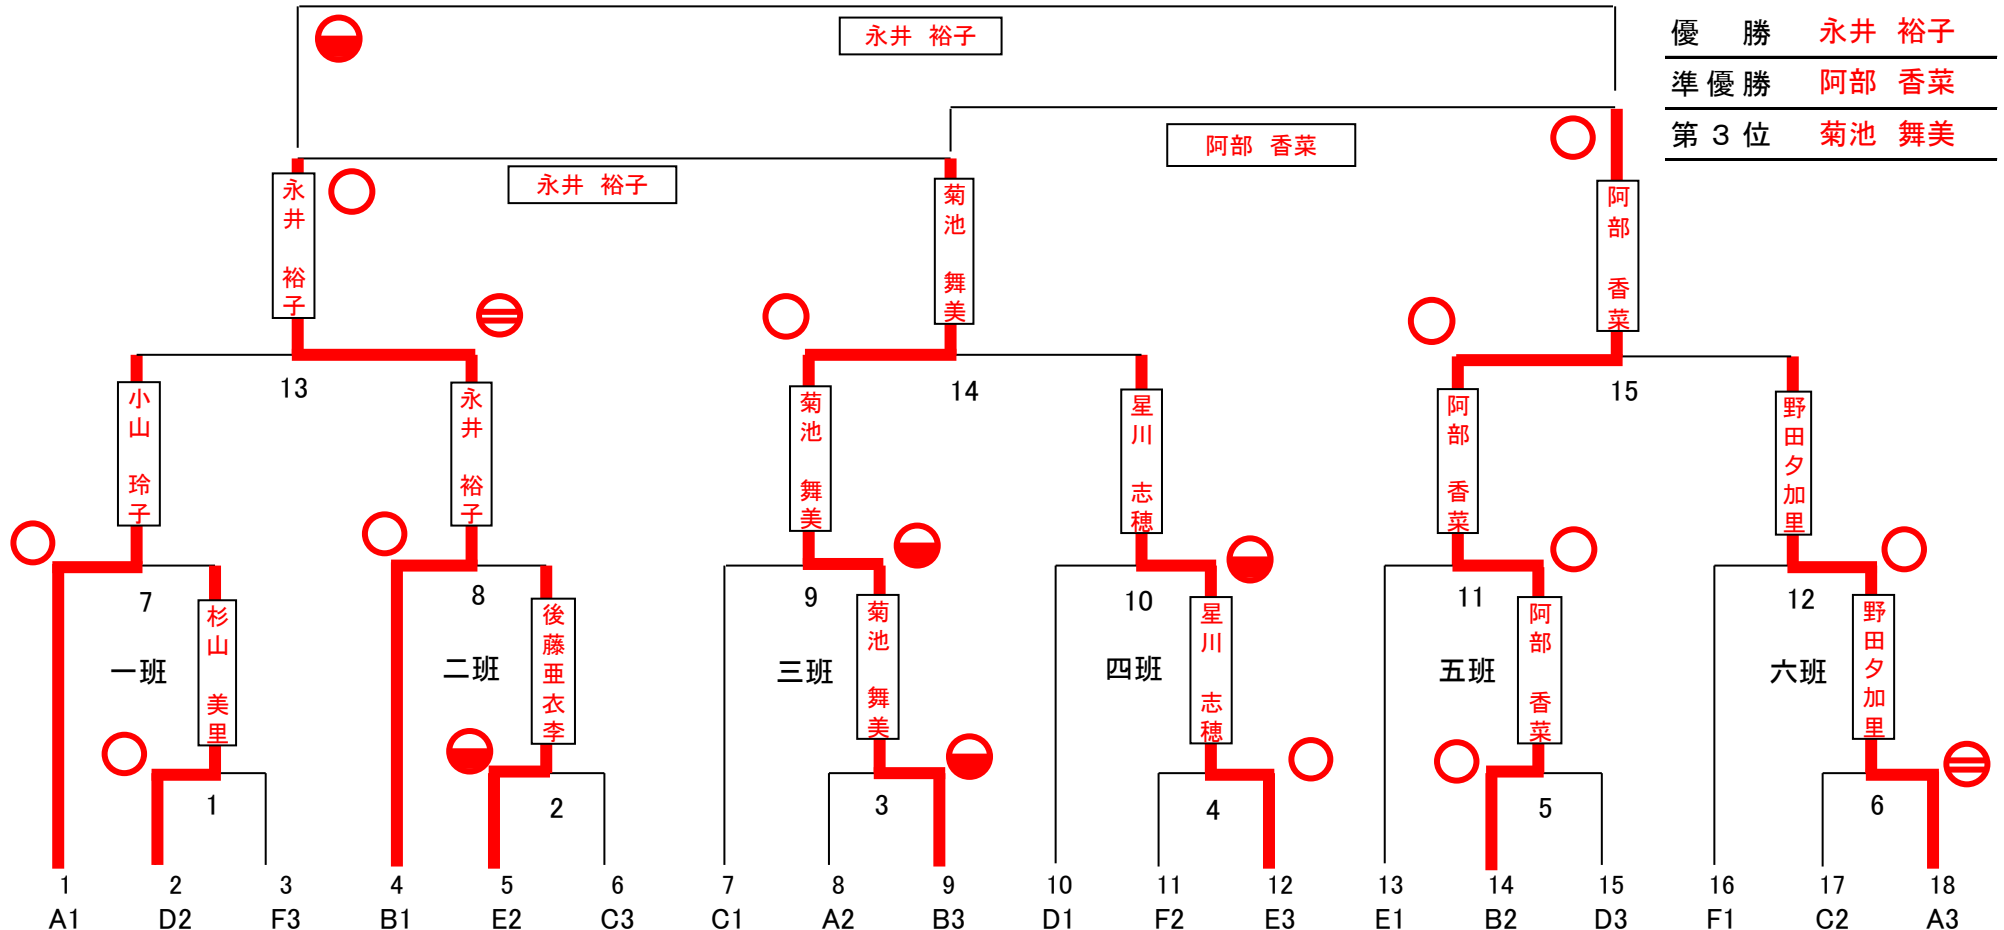 永井 裕子
優 勝 永井 裕子
準優勝 阿部 香菜
第3位 菊池 舞美
阿部 香菜
永井 裕子
永井 裕子
菊池 舞美
阿部 香菜
13
14
15
小山 玲子
永井 裕子
菊池 舞美
星川 志穂
阿部 香菜
野田夕加里
7
8
9
10
11
12
杉山 美里
後藤亜衣李
菊池 舞美
星川 志穂
阿部 香菜
野田夕加里
一班
二班
三班
四班
五班
六班
1
2
3
4
5
6
1 2 3 4 5 6 7 8 9 10 11 12 13 14 15 16 17 18
A1 D2 F3 B1 E2 C3 C1 A2 B3 D1 F2 E3 E1 B2 D3 F1 C2 A3